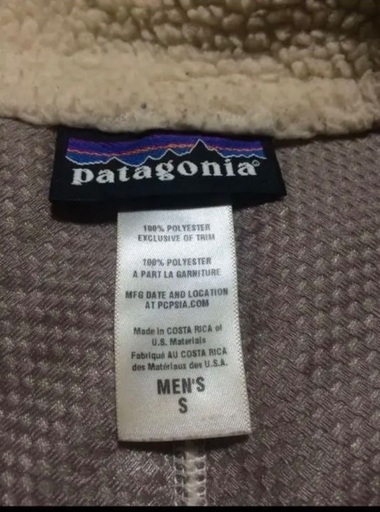 patagonia®
100% POLYESTER
EXCLUSIVE OF TRIM
100% POLYESTER
A PART LA GARNITURE
MFG DATE AND LOCATION
AT PCPSIA.COM
Made in COSTA RICA of
U.S. Materials
Fabriqué AU COSTA RICA
des Matériaux des U.S.A.
MEN'S
S